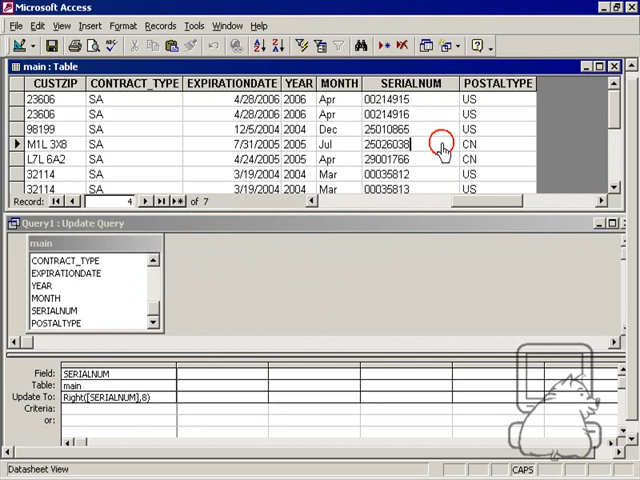 Microsoft Access
File Edit View Insert Format Records Tools Window Help
main : Table
CUSTZIP CONTRACT_TYPE EXPIRATIONDATE YEAR MONTH SERIALNUM POSTALTYPE
23606 SA 4/28/2006 2006 Apr 00214915 US
23606 SA 4/28/2006 2006 Apr 00214916 US
98199 SA 12/5/2004 2004 Dec 25010865 US
M1L 3X8 SA 7/31/2005 2005 Jul 25026038 CN
L7L 6A2 SA 4/24/2005 2005 Apr 29001766 CN
32114 SA 3/19/2004 2004 Mar 00035812 US
32114 SA 3/19/2004 2004 Mar 00035813 US
Record: 4 of 7
Query1 : Update Query
main
CONTRACT_TYPE
EXPIRATIONDATE
YEAR
MONTH
SERIALNUM
POSTALTYPE
Field: SERIALNUM
Table: main
Update To: Right([SERIALNUM],8)
Criteria:
or:
Datasheet View CAPS